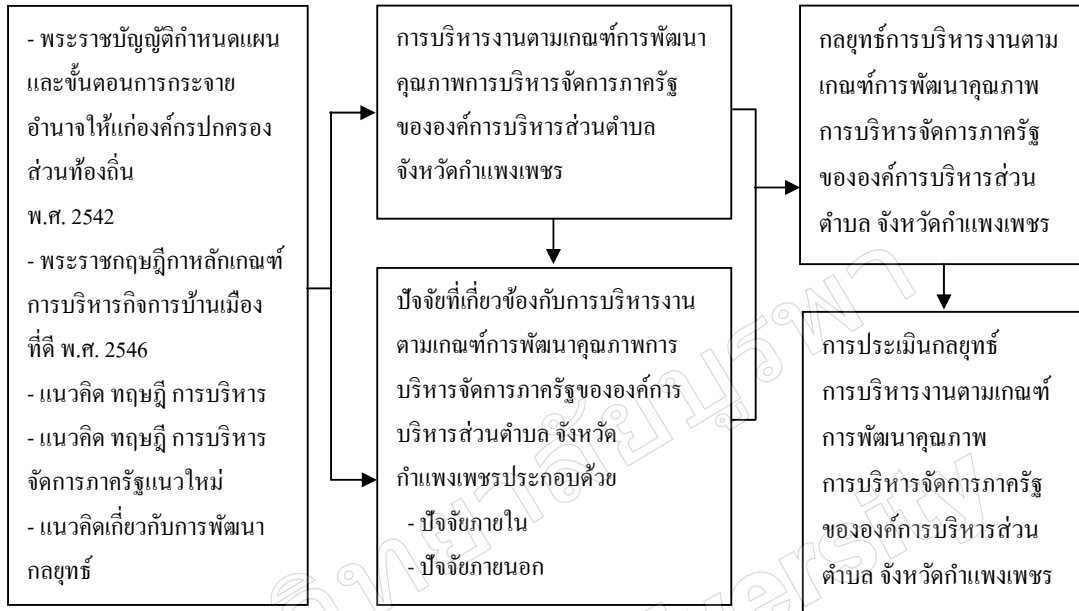 - พระราชบัญญัติกำหนดแผน
และขั้นตอนการกระจาย
อำนาจให้แก่องค์กรปกครอง
ส่วนท้องถิ่น
พ.ศ. 2542
- พระราชกฤษฎีกาหลักเกณฑ์
การบริหารกิจการบ้านเมือง
ที่ดี พ.ศ. 2546
- แนวคิด ทฤษฎี การบริหาร
- แนวคิด ทฤษฎี การบริหาร
จัดการภาครัฐแนวใหม่
- แนวคิดเกี่ยวกับการพัฒนา
กลยุทธ์
การบริหารงานตามเกณฑ์การพัฒนา
คุณภาพการบริหารจัดการภาครัฐ
ขององค์การบริหารส่วนตำบล
จังหวัดกำแพงเพชร
ปัจจัยที่เกี่ยวข้องกับการบริหารงาน
ตามเกณฑ์การพัฒนาคุณภาพการ
บริหารจัดการภาครัฐขององค์การ
บริหารส่วนตำบล จังหวัด
กำแพงเพชรประกอบด้วย
- ปัจจัยภายใน
- ปัจจัยภายนอก
กลยุทธ์การบริหารงานตาม
เกณฑ์การพัฒนาคุณภาพ
การบริหารจัดการภาครัฐ
ขององค์การบริหารส่วน
ตำบล จังหวัดกำแพงเพชร
การประเมินกลยุทธ์
การบริหารงานตามเกณฑ์
การพัฒนาคุณภาพ
การบริหารจัดการภาครัฐ
ขององค์การบริหารส่วน
ตำบล จังหวัดกำแพงเพชร